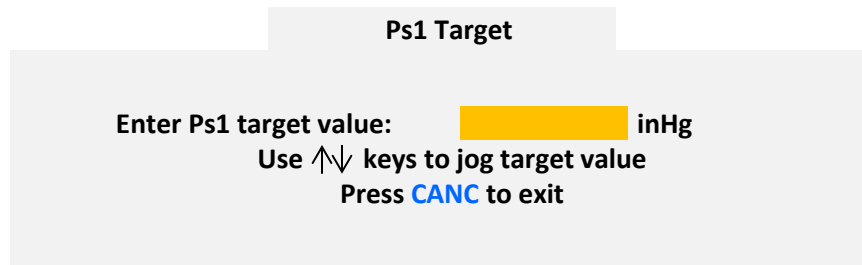 Ps1 Target
Enter Ps1 target value: inHg
Use ↑↓ keys to jog target value
Press CANC to exit